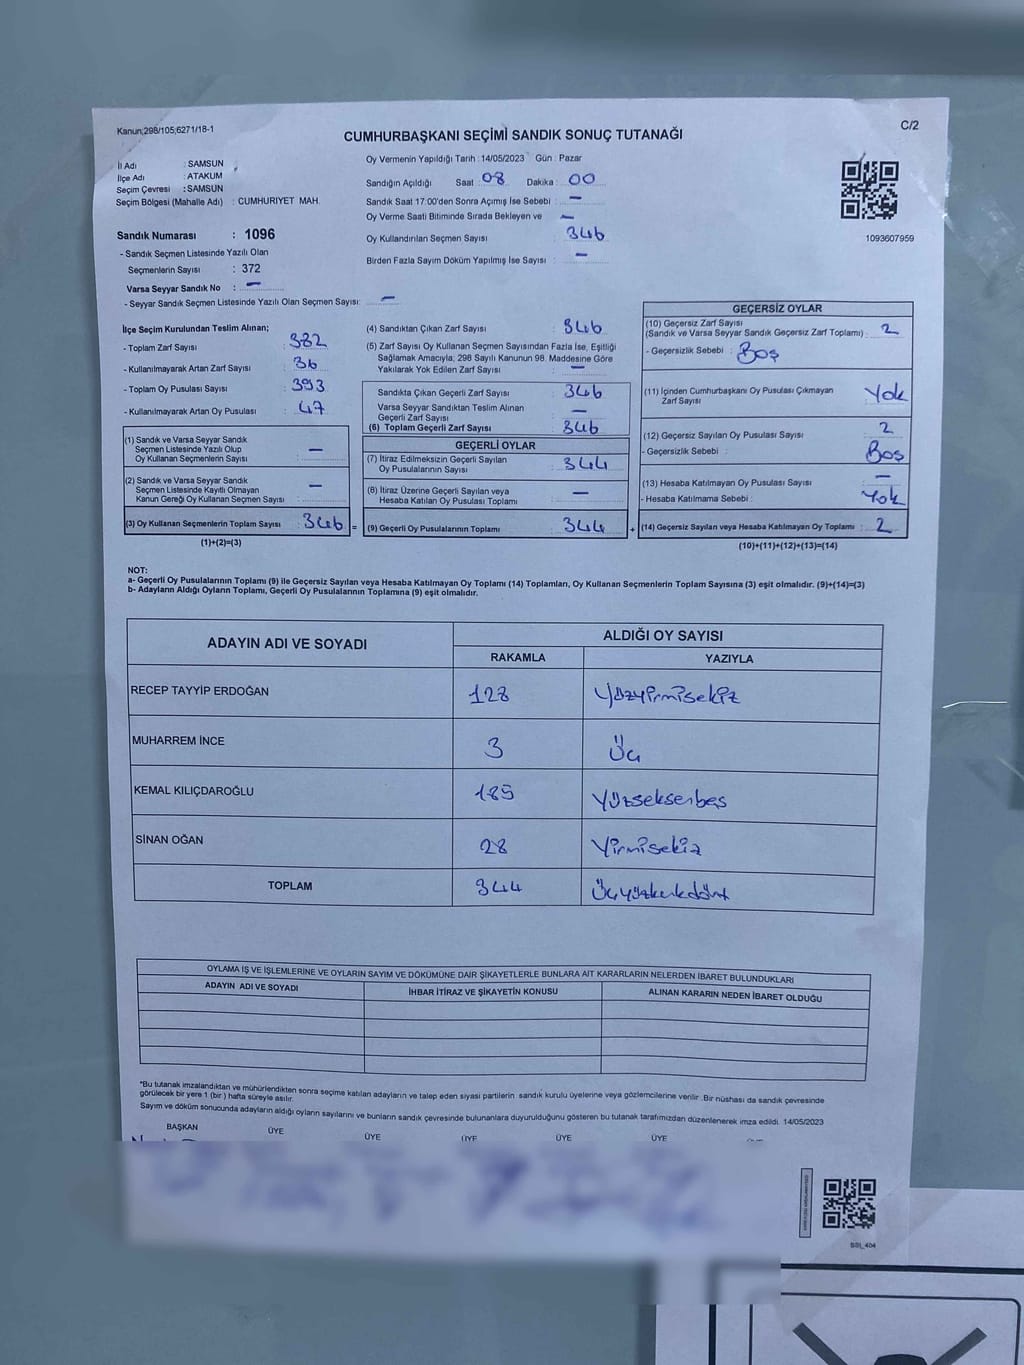 Kanun;298/105;6271/18-1
C/2
CUMHURBAŞKANI SEÇİMİ SANDIK SONUÇ TUTANAĞI
İl Adı : SAMSUN
İlçe Adı : ATAKUM
Seçim Çevresi : SAMSUN
Seçim Bölgesi (Mahalle Adı) : CUMHURIYET MAH.
Oy Vermenin Yapıldığı Tarih : 14/05/2023 Gün : Pazar
Sandığın Açıldığı Saat 08 Dakika : 00
Sandık Saat 17:00'den Sonra Açımış İse Sebebi : –
Oy Verme Saati Bitiminde Sırada Bekleyen ve –
Oy Kullandırılan Seçmen Sayısı 346
Birden Fazla Sayım Döküm Yapılmış İse Sayısı : –
1093607959
Sandık Numarası : 1096
- Sandık Seçmen Listesinde Yazılı Olan
Seçmenlerin Sayısı : 372
Varsa Seyyar Sandık No : –
- Seyyar Sandık Seçmen Listesinde Yazılı Olan Seçmen Sayısı: –
İlçe Seçim Kurulundan Teslim Alınan;
- Toplam Zarf Sayısı : 382
- Kullanılmayarak Artan Zarf Sayısı : 36
- Toplam Oy Pusulası Sayısı : 393
- Kullanılmayarak Artan Oy Pusulası : 47
(1) Sandık ve Varsa Seyyar Sandık
Seçmen Listesinde Yazılı Olup
Oy Kullanan Seçmenlerin Sayısı : –
(2) Sandık ve Varsa Seyyar Sandık
Seçmen Listesinde Kayıtlı Olmayan
Kanun Gereği Oy Kullanan Seçmen Sayısı : –
(3) Oy Kullanan Seçmenlerin Toplam Sayısı : 346 =
(1)+(2)=(3)
(4) Sandıktan Çıkan Zarf Sayısı : 346
(5) Zarf Sayısı Oy Kullanan Seçmen Sayısından Fazla İse, Eşitliği
Sağlamak Amacıyla; 298 Sayılı Kanunun 98. Maddesine Göre
Yakılarak Yok Edilen Zarf Sayısı : –
Sandıkta Çıkan Geçerli Zarf Sayısı : 346
Varsa Seyyar Sandıktan Teslim Alınan
Geçerli Zarf Sayısı –
(6) Toplam Geçerli Zarf Sayısı : 346
GEÇERLİ OYLAR
(7) İtiraz Edilmeksizin Geçerli Sayılan
Oy Pusulalarının Sayısı : 344
(8) İtiraz Üzerine Geçerli Sayılan veya
Hesaba Katılan Oy Pusulası Toplamı : –
(9) Geçerli Oy Pusulalarının Toplamı : 344 +
GEÇERSİZ OYLAR
(10) Geçersiz Zarf Sayısı
(Sandık ve Varsa Seyyar Sandık Geçersiz Zarf Toplamı) : 2
- Geçersizlik Sebebi : Boş
(11) İçinden Cumhurbaşkanı Oy Pusulası Çıkmayan
Zarf Sayısı : Yok
(12) Geçersiz Sayılan Oy Pusulası Sayısı : 2
- Geçersizlik Sebebi : Boş
(13) Hesaba Katılmayan Oy Pusulası Sayısı : –
- Hesaba Katılmama Sebebi : Yok
(14) Geçersiz Sayılan veya Hesaba Katılmayan Oy Toplamı : 2
(10)+(11)+(12)+(13)=(14)
NOT:
a- Geçerli Oy Pusulalarının Toplamı (9) ile Geçersiz Sayılan veya Hesaba Katılmayan Oy Toplamı (14) Toplamları, Oy Kullanan Seçmenlerin Toplam Sayısına (3) eşit olmalıdır. (9)+(14)=(3)
b- Adayların Aldığı Oyların Toplamı, Geçerli Oy Pusulalarının Toplamına (9) eşit olmalıdır.
ADAYIN ADI VE SOYADI
ALDIĞI OY SAYISI
RAKAMLA YAZIYLA
RECEP TAYYİP ERDOĞAN 128 Yüzyirmisekiz
MUHARREM İNCE 3 Üç
KEMAL KILIÇDAROĞLU 185 Yüzseksenbeş
SİNAN OĞAN 28 Yirmisekiz
TOPLAM 344 Üçyüzkırkdört
OYLAMA İŞ VE İŞLEMLERİNE VE OYLARIN SAYIM VE DÖKÜMÜNE DAİR ŞİKAYETLERLE BUNLARA AİT KARARLARIN NELERDEN İBARET BULUNDUKLARI
ADAYIN ADI VE SOYADI İHBAR İTİRAZ VE ŞİKAYETİN KONUSU ALINAN KARARIN NEDEN İBARET OLDUĞU
*Bu tutanak imzalandıktan ve mühürlendikten sonra seçime katılan adayların ve talep eden siyasi partilerin sandık kurulu üyelerine veya gözlemcilerine verilir .Bir nüshası da sandık çevresinde
görülecek bir yere 1 (bir ) hafta süreyle asılır.
Sayım ve döküm sonucunda adayların aldığı oyların sayılarını ve bunların sandık çevresinde bulunanlara duyurulduğunu gösteren bu tutanak tarafımızdan düzenlenerek imza edildi. 14/05/2023
BAŞKAN ÜYE ÜYE ÜYE ÜYE ÜYE